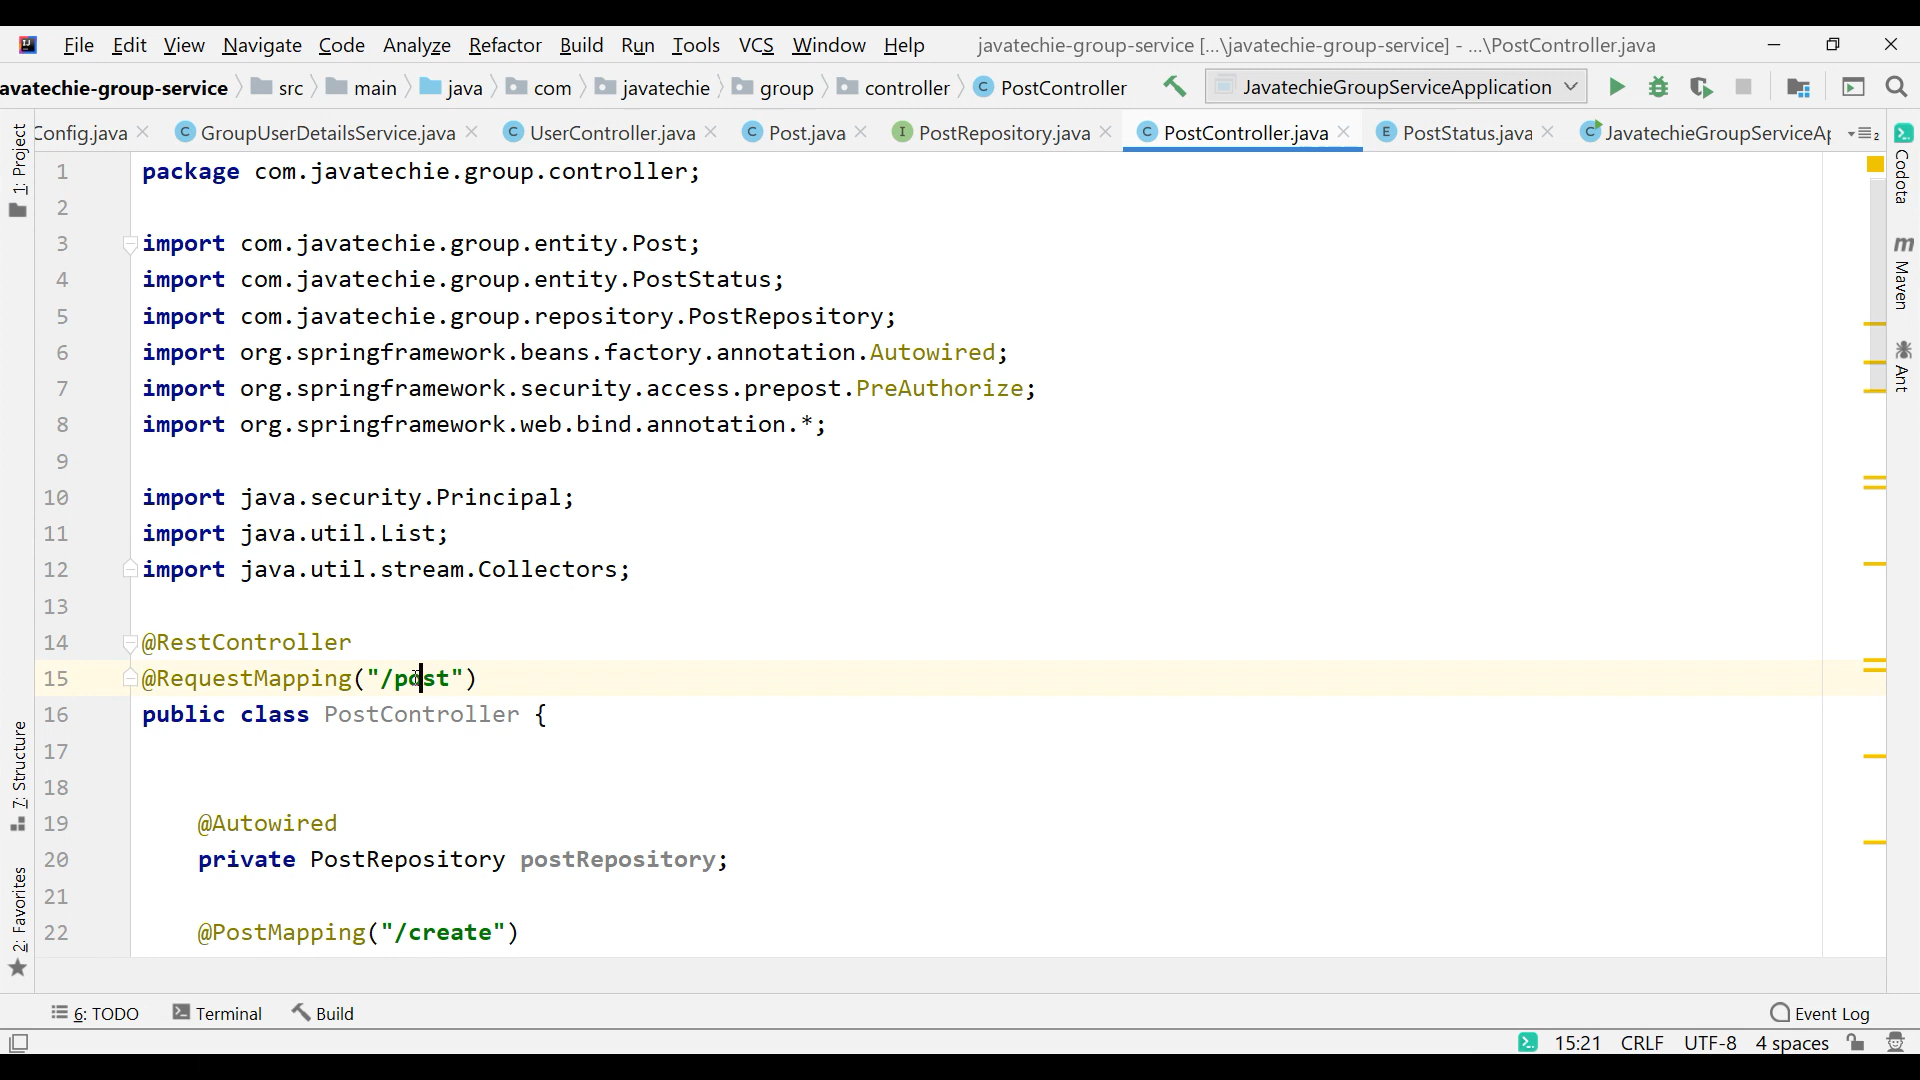 File Edit View Navigate Code Analyze Refactor Build Run Tools VCS Window Help javatechie-group-service [...\javatechie-group-service] - ...\PostController.java
avatechie-group-service src main java com javatechie group controller PostController JavatechieGroupServiceApplication
Config.java GroupUserDetailsService.java UserController.java Post.java PostRepository.java PostController.java PostStatus.java JavatechieGroupServiceAp 2
1: Project
7: Structure
2: Favorites
1 package com.javatechie.group.controller;
2
3 import com.javatechie.group.entity.Post;
4 import com.javatechie.group.entity.PostStatus;
5 import com.javatechie.group.repository.PostRepository;
6 import org.springframework.beans.factory.annotation.Autowired;
7 import org.springframework.security.access.prepost.PreAuthorize;
8 import org.springframework.web.bind.annotation.*;
9
10 import java.security.Principal;
11 import java.util.List;
12 import java.util.stream.Collectors;
13
14 @RestController
15 @RequestMapping("/post")
16 public class PostController {
17
18
19 @Autowired
20 private PostRepository postRepository;
21
22 @PostMapping("/create")
Codota
m Maven
Ant
6: TODO Terminal Build Event Log
15:21 CRLF UTF-8 4 spaces